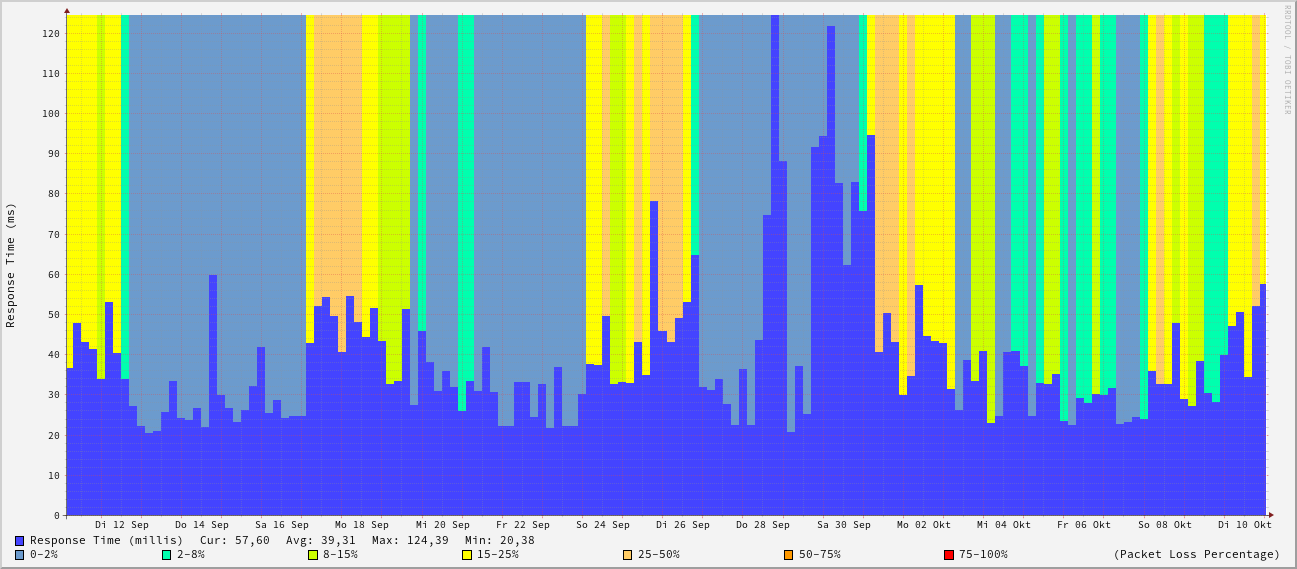 RRDTOOL / TOBI OETIKER
Response Time (ms)
120
110
100
90
80
70
60
50
40
30
20
10
0
Di 12 Sep Do 14 Sep Sa 16 Sep Mo 18 Sep Mi 20 Sep Fr 22 Sep So 24 Sep Di 26 Sep Do 28 Sep Sa 30 Sep Mo 02 Okt Mi 04 Okt Fr 06 Okt So 08 Okt Di 10 Okt
Response Time (millis) Cur: 57,60 Avg: 39,31 Max: 124,39 Min: 20,38
0-2% 2-8% 8-15% 15-25% 25-50% 50-75% 75-100% (Packet Loss Percentage)